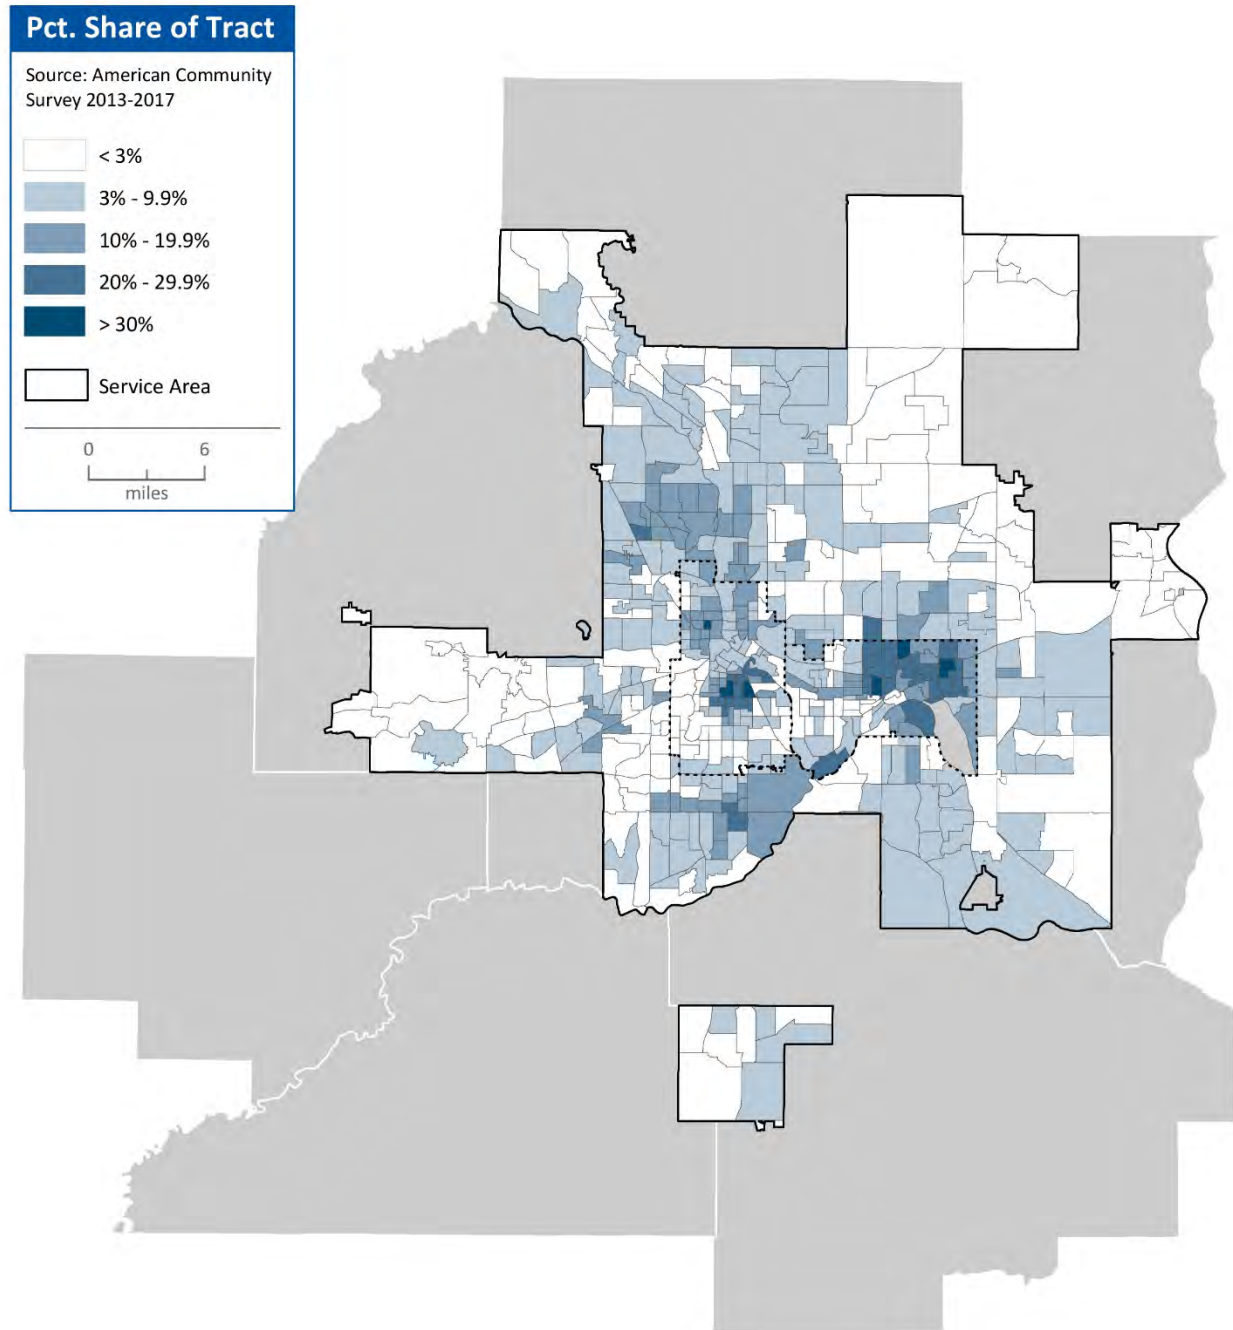 Pct. Share of Tract
Source: American Community
Survey 2013-2017
< 3%
3% - 9.9%
10% - 19.9%
20% - 29.9%
> 30%
Service Area
0 6
miles